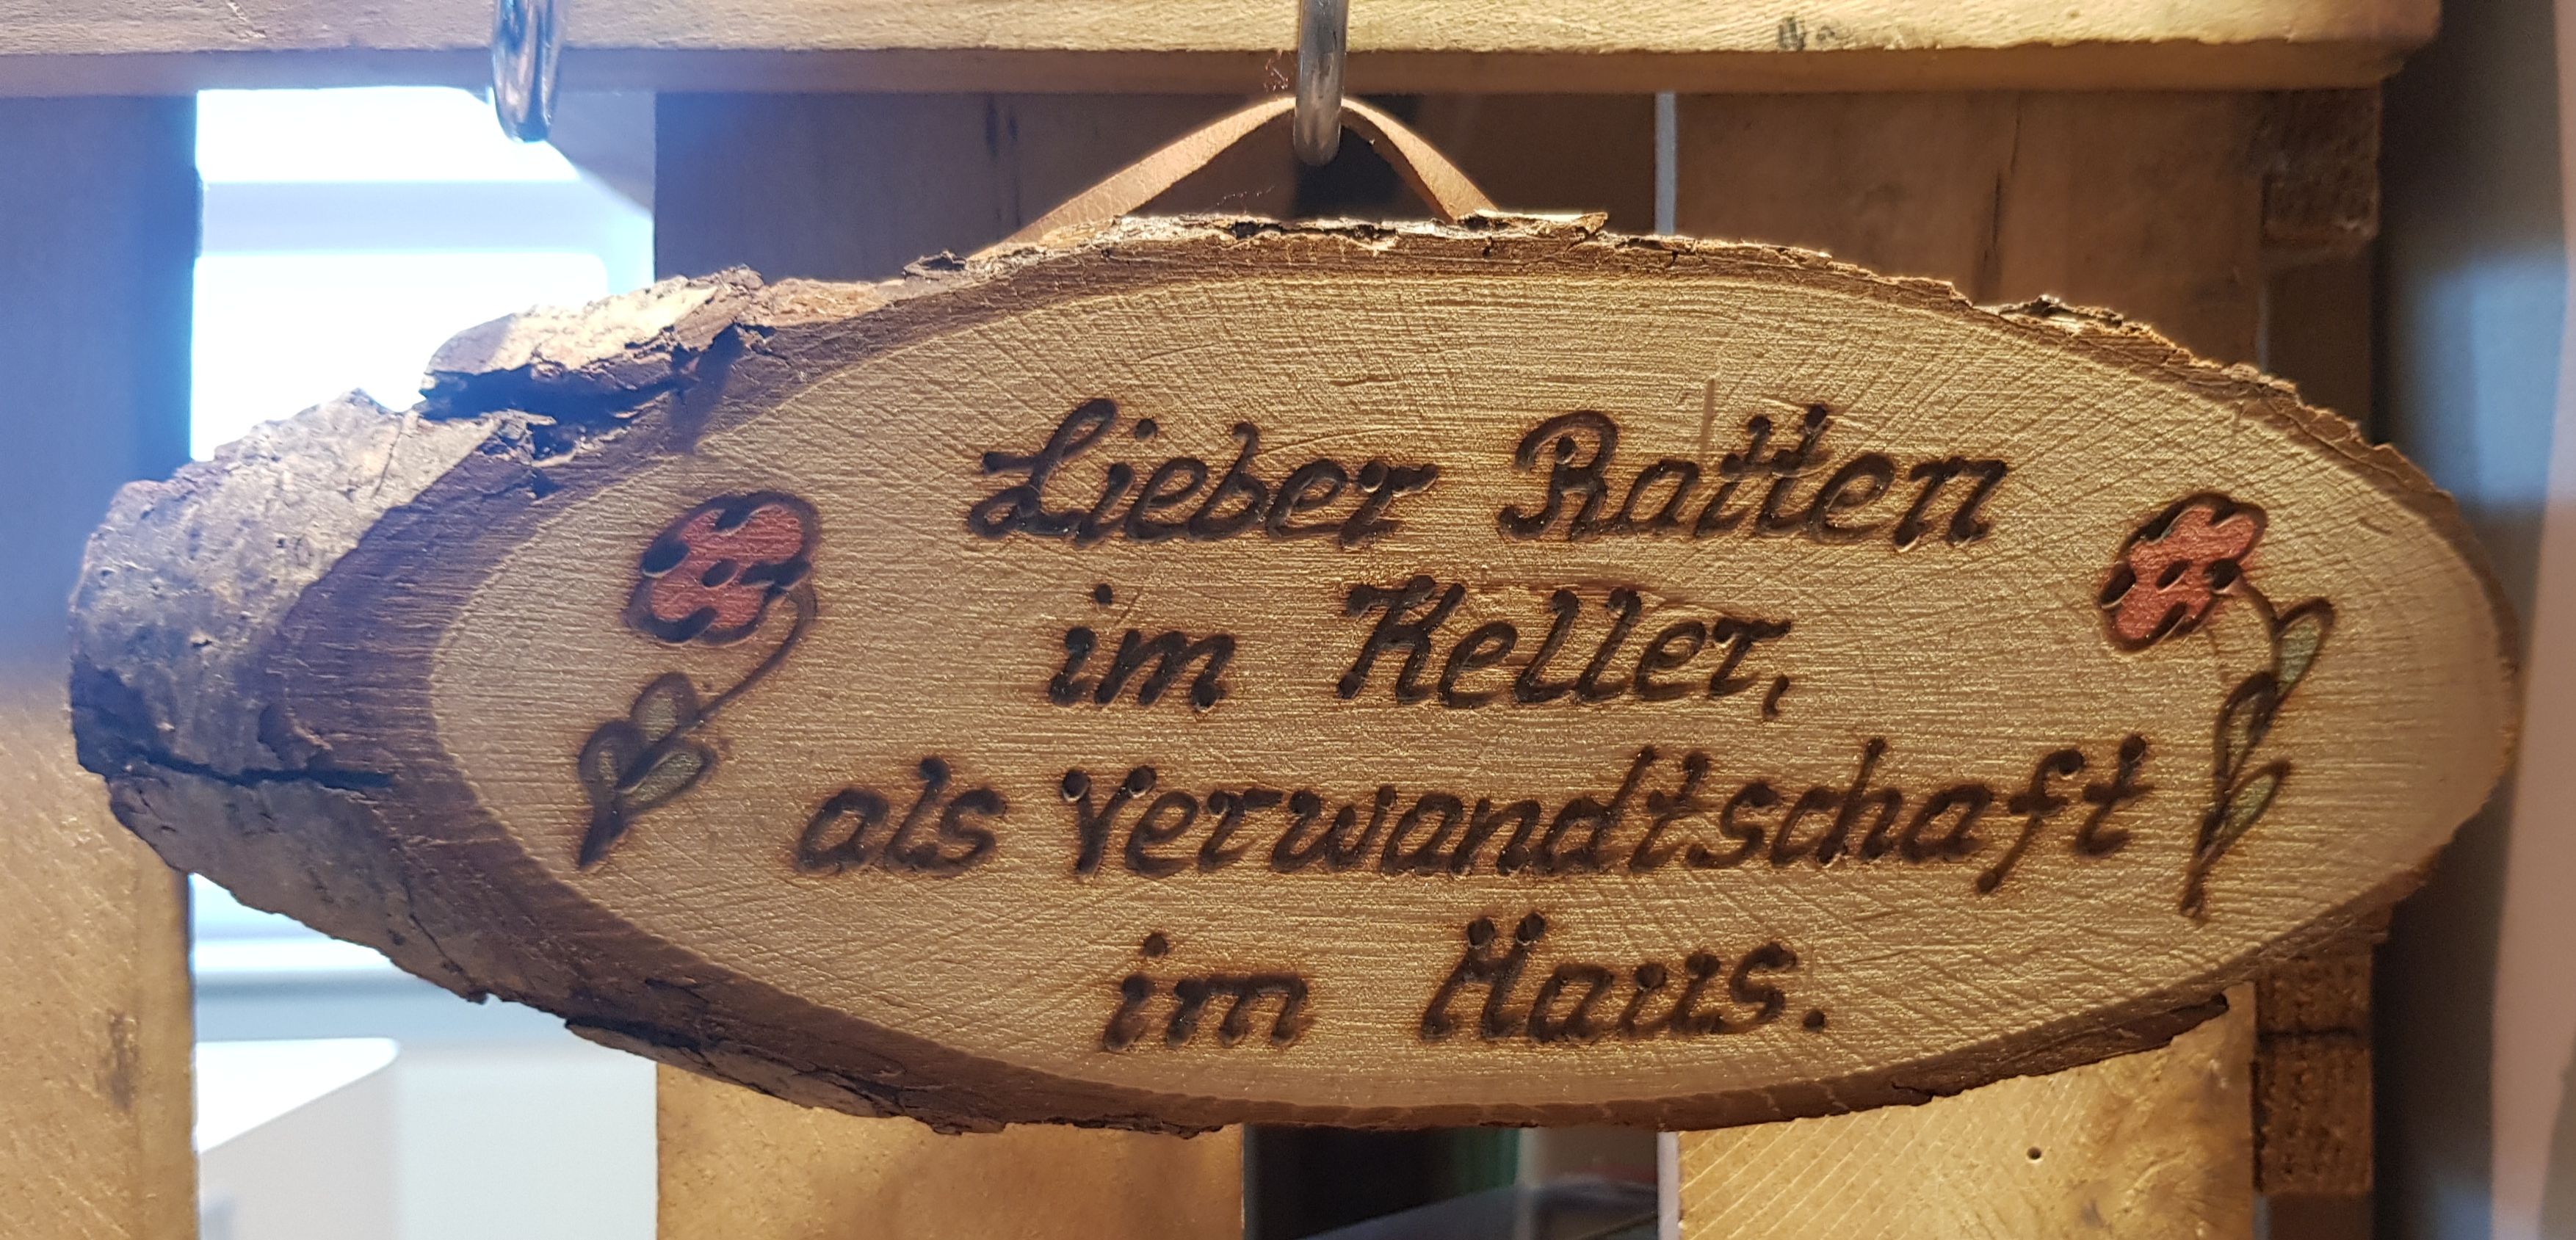 Lieber Ratten
im Keller,
als Verwandtschaft
im Haus.